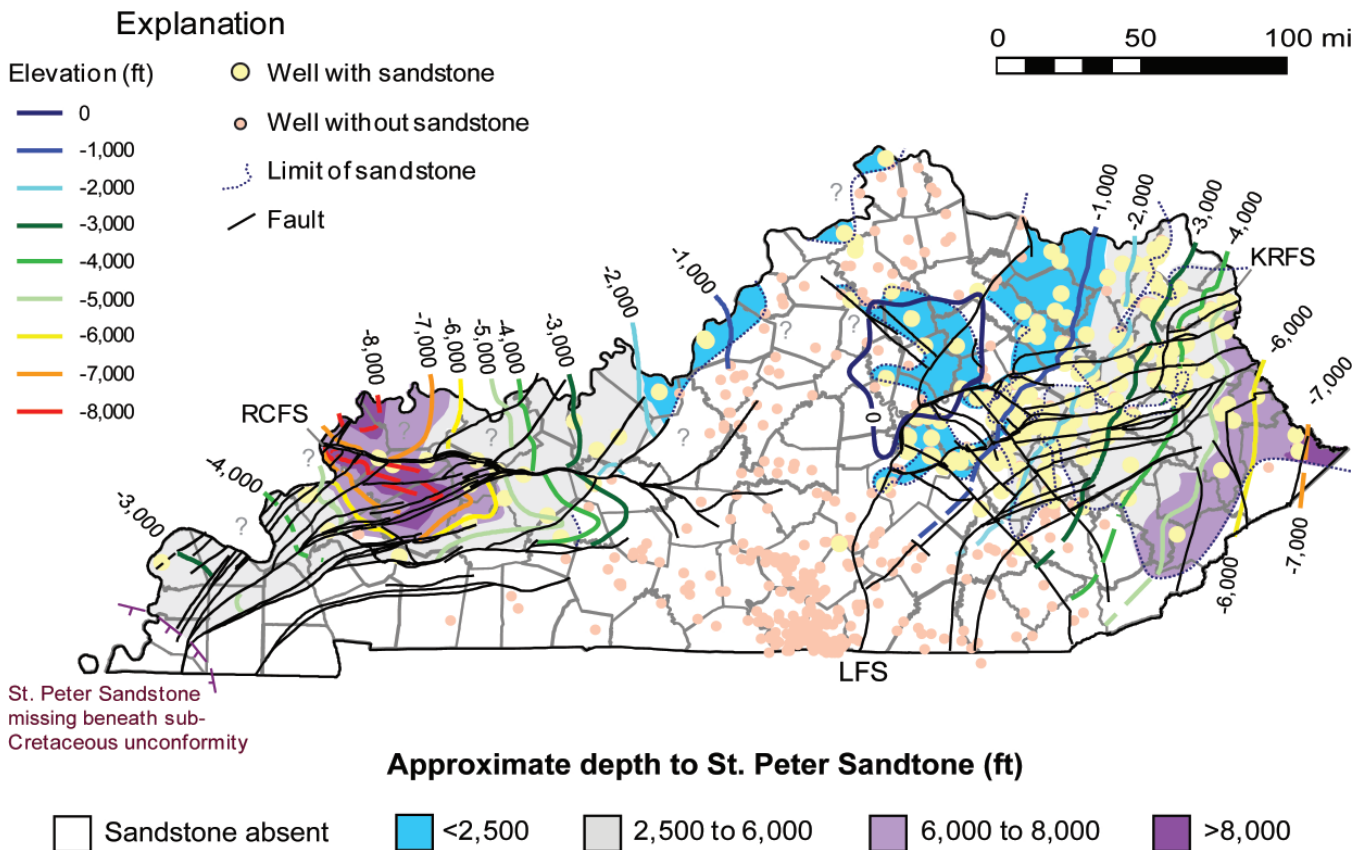 Explanation
Elevation (ft)
0
-1,000
-2,000
-3,000
-4,000
-5,000
-6,000
-7,000
-8,000
Well with sandstone
Well without sandstone
Limit of sandstone
Fault
0 50 100 mi
?
-1,000
-2,000
-3,000
-4,000
KRFS
-1,000
-2,000
?
?
-6,000
-7,000
-8,000
-7,000
-6,000
-5,000
-4,000
-3,000
0
RCFS
?
?
?
?
-4,000
-3,000
?
-6,000
-7,000
LFS
St. Peter Sandstone
missing beneath sub-
Cretaceous unconformity
Approximate depth to St. Peter Sandtone (ft)
Sandstone absent
<2,500
2,500 to 6,000
6,000 to 8,000
>8,000